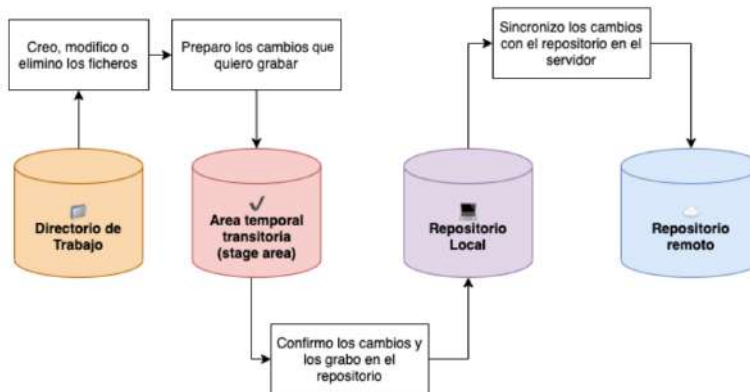 Creo, modifico o
elimino los ficheros
Preparo los cambios que
quiero grabar
Sincronizo los cambios
con el repositorio en el
servidor
Directorio de
Trabajo
Area temporal
transitoria
(stage area)
Repositorio
Local
Repositorio
remoto
Confirmo los cambios y
los grabo en el
repositorio